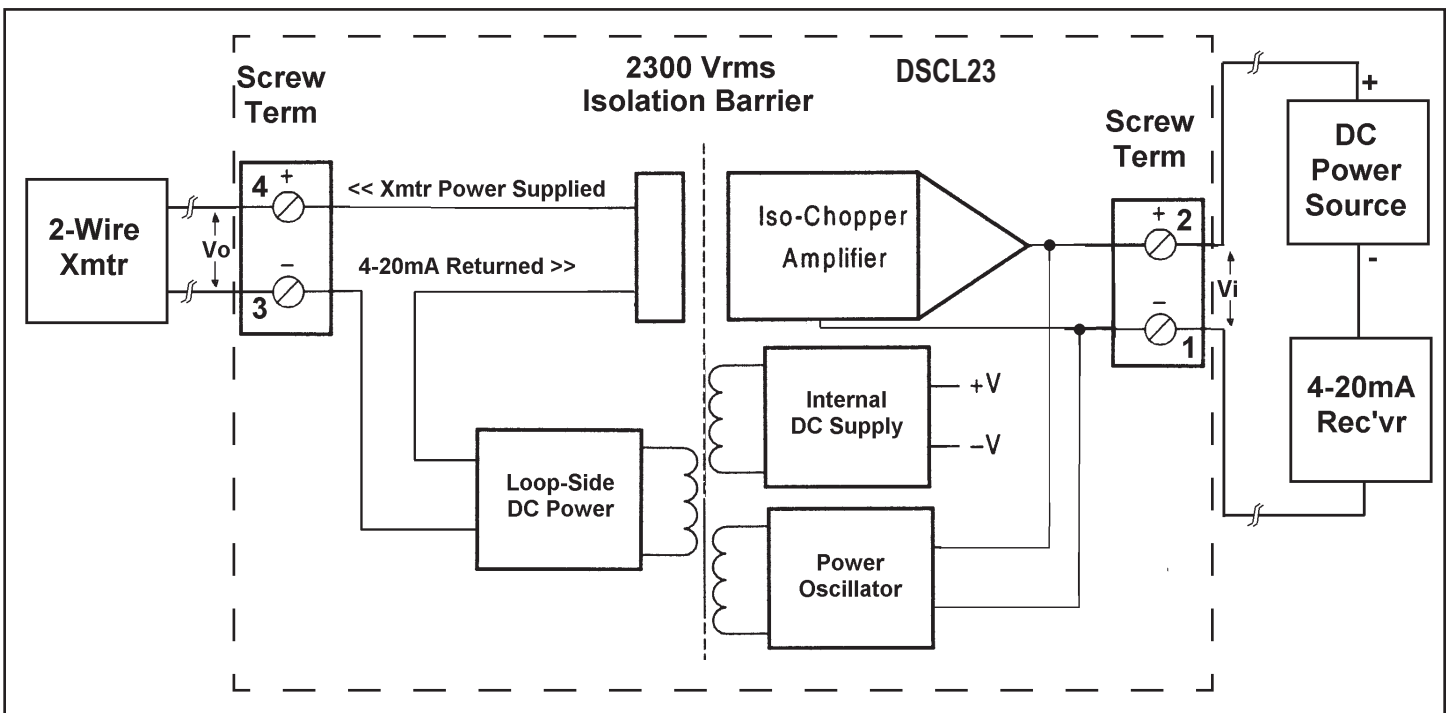 2300 Vrms
Isolation Barrier
DSCL23
Screw
Term
Screw
Term
+
DC
Power
Source
-
2-Wire
Xmtr
Vo
4 +
<< Xmtr Power Supplied
4-20mA Returned >>
−
3
Iso-Chopper
Amplifier
+ 2
Vi
−
1
4-20mA
Rec'vr
Internal
DC Supply
+V
−V
Loop-Side
DC Power
Power
Oscillator